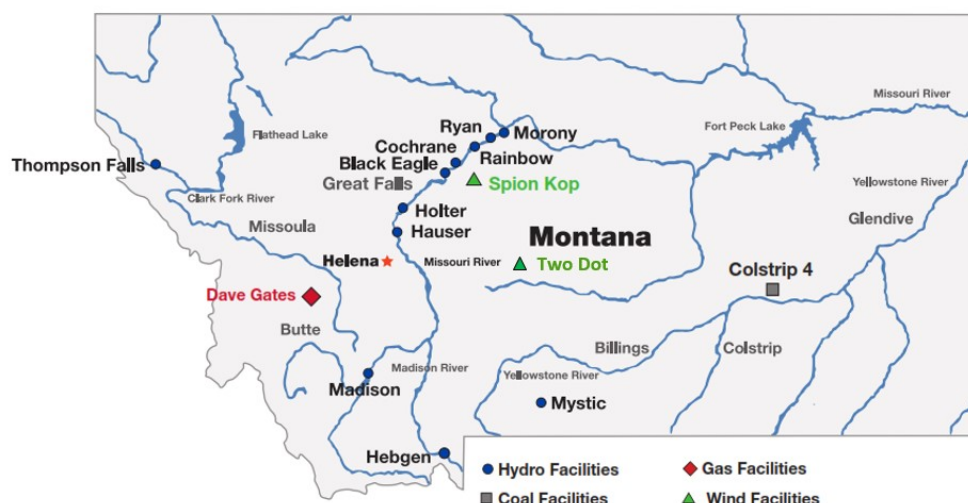 Missouri River
Ryan
Morony
Fort Peck Lake
Flathead Lake
Cochrane
Rainbow
Thompson Falls
Black Eagle
Great Falls
Spion Kop
Yellowstone River
Clark Fork River
Holter
Glendive
Missoula
Hauser
Montana
Helena
Missouri River
Two Dot
Colstrip 4
Dave Gates
Butte
Billings
Colstrip
Madison River
Yellowstone River
Madison
Mystic
Hebgen
Hydro Facilities
Gas Facilities
Coal Facilities
Wind Facilities